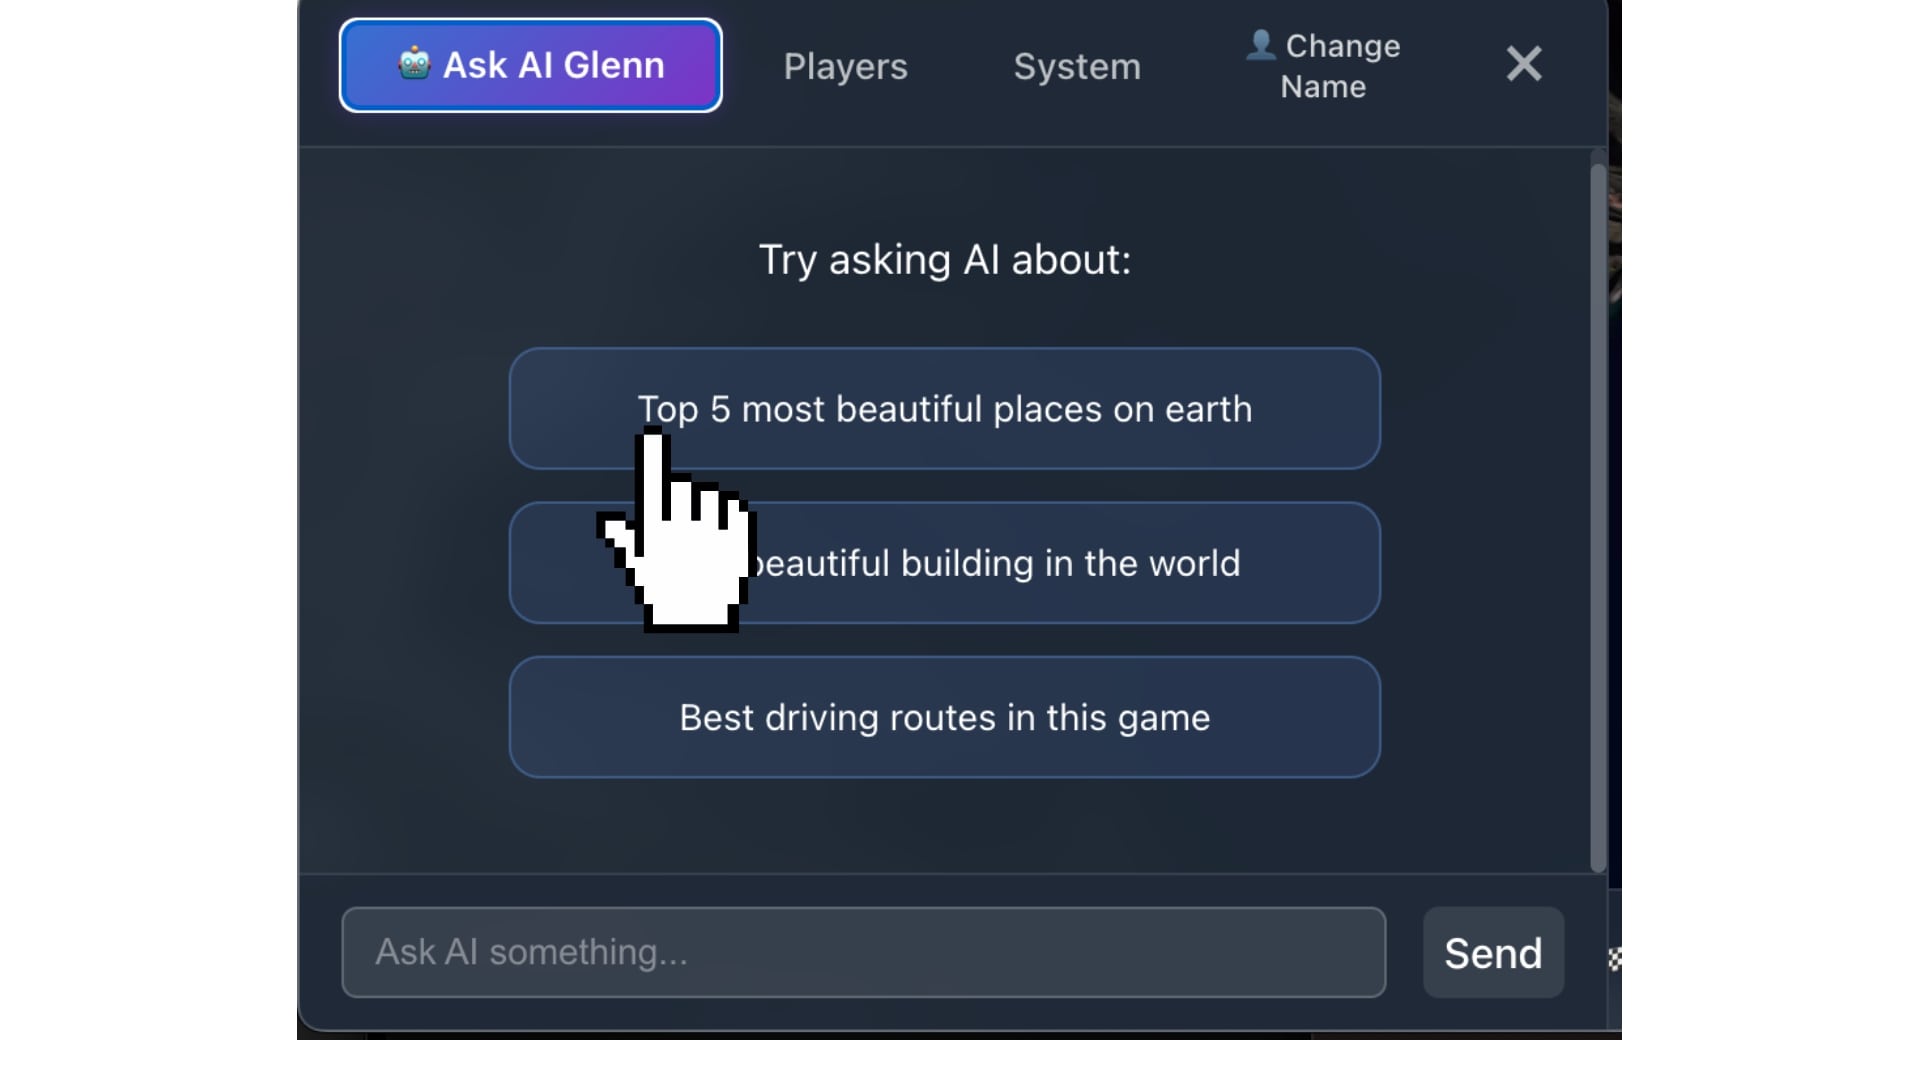 Ask AI Glenn
Players
System
Change
Name
Try asking AI about:
Top 5 most beautiful places on earth
beautiful building in the world
Best driving routes in this game
Ask AI something...
Send